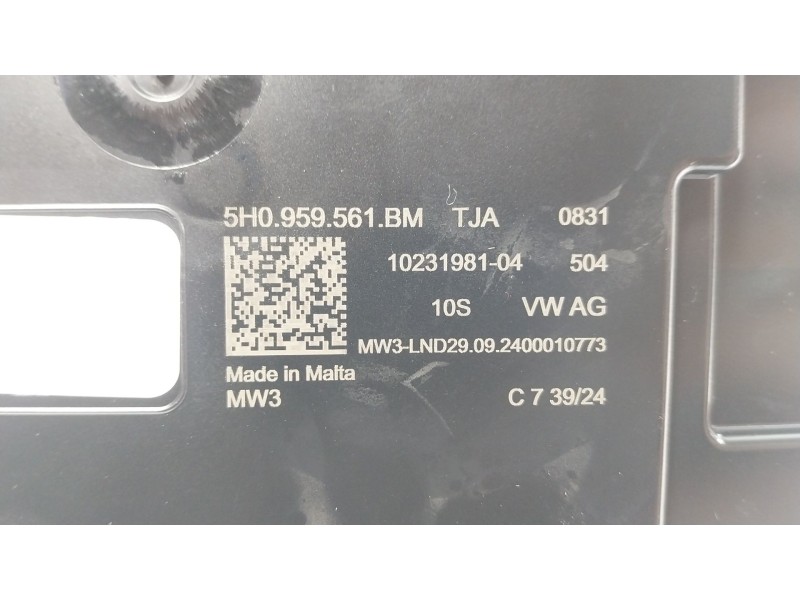 5H0.959.561.BM TJA 0831
10231981-04 504
10S VW AG
MW3-LND29.09.2400010773
Made in Malta
MW3 C 7 39/24